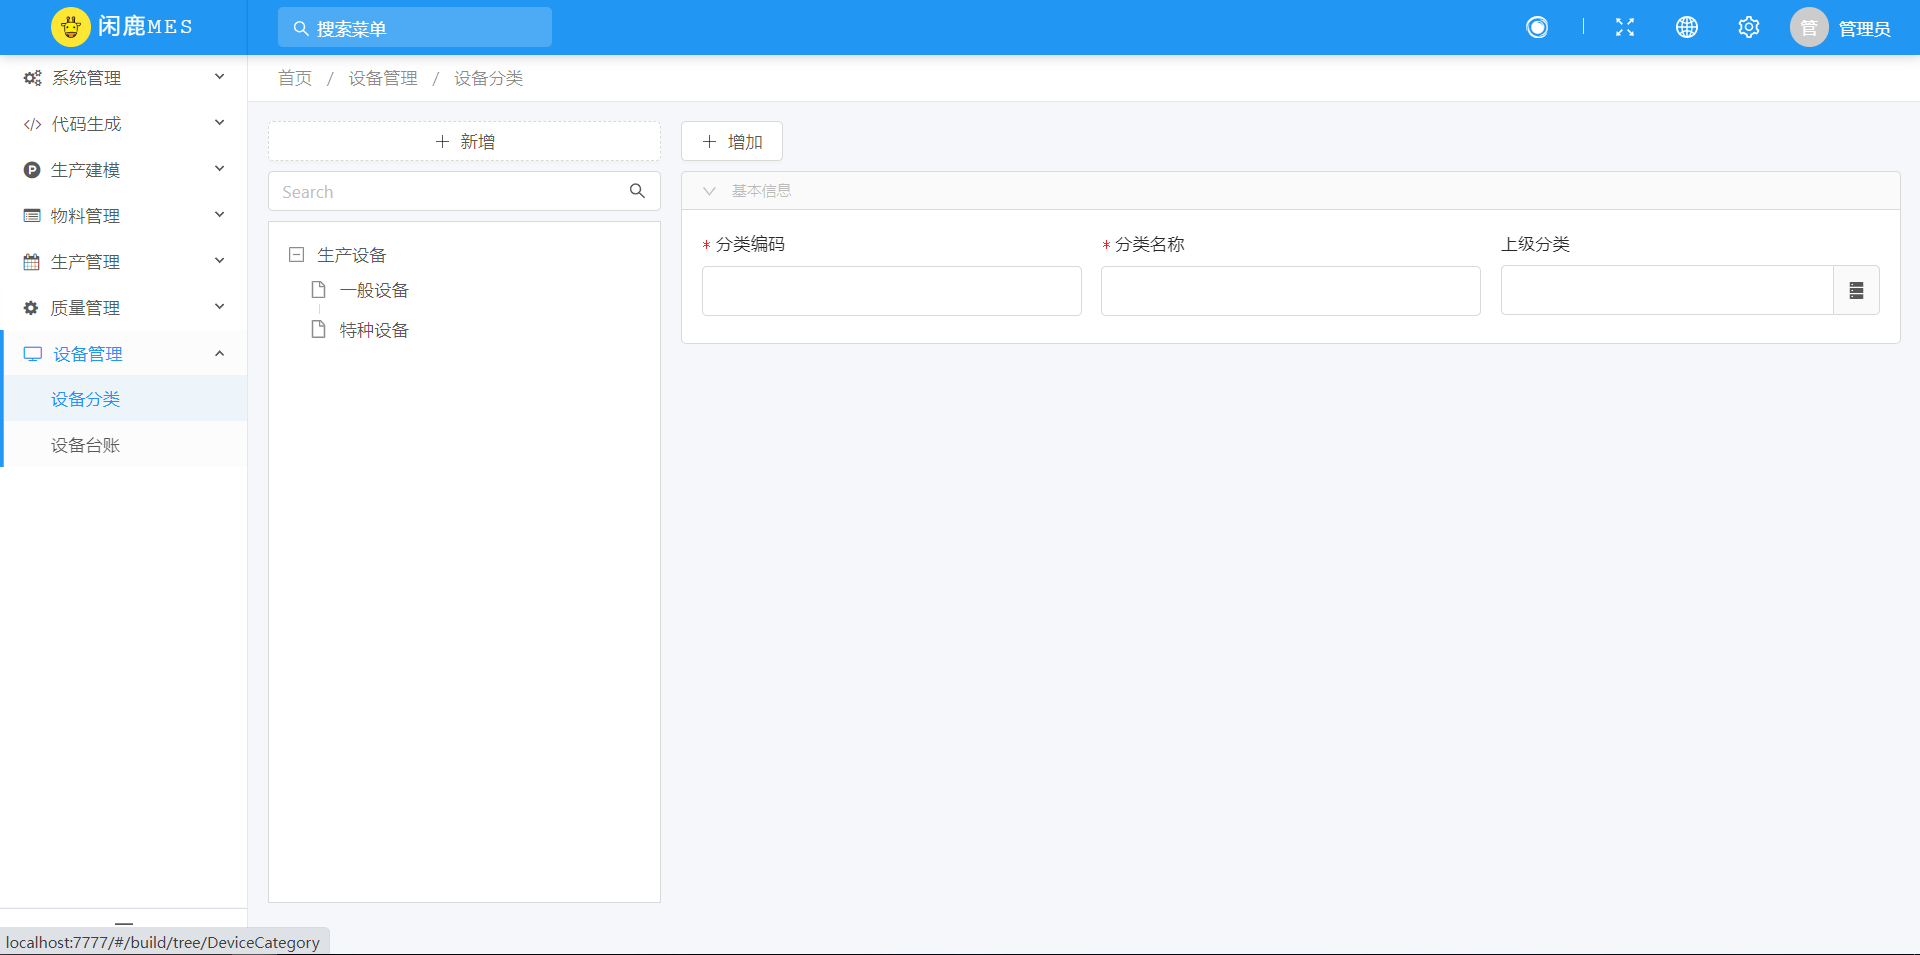 闲鹿MES
搜索菜单
管
管理员
系统管理
代码生成
生产建模
物料管理
生产管理
质量管理
设备管理
设备分类
设备台账
首页 / 设备管理 / 设备分类
新增
Search
生产设备
一般设备
特种设备
增加
基本信息
* 分类编码
* 分类名称
上级分类
localhost:7777/#/build/tree/DeviceCategory